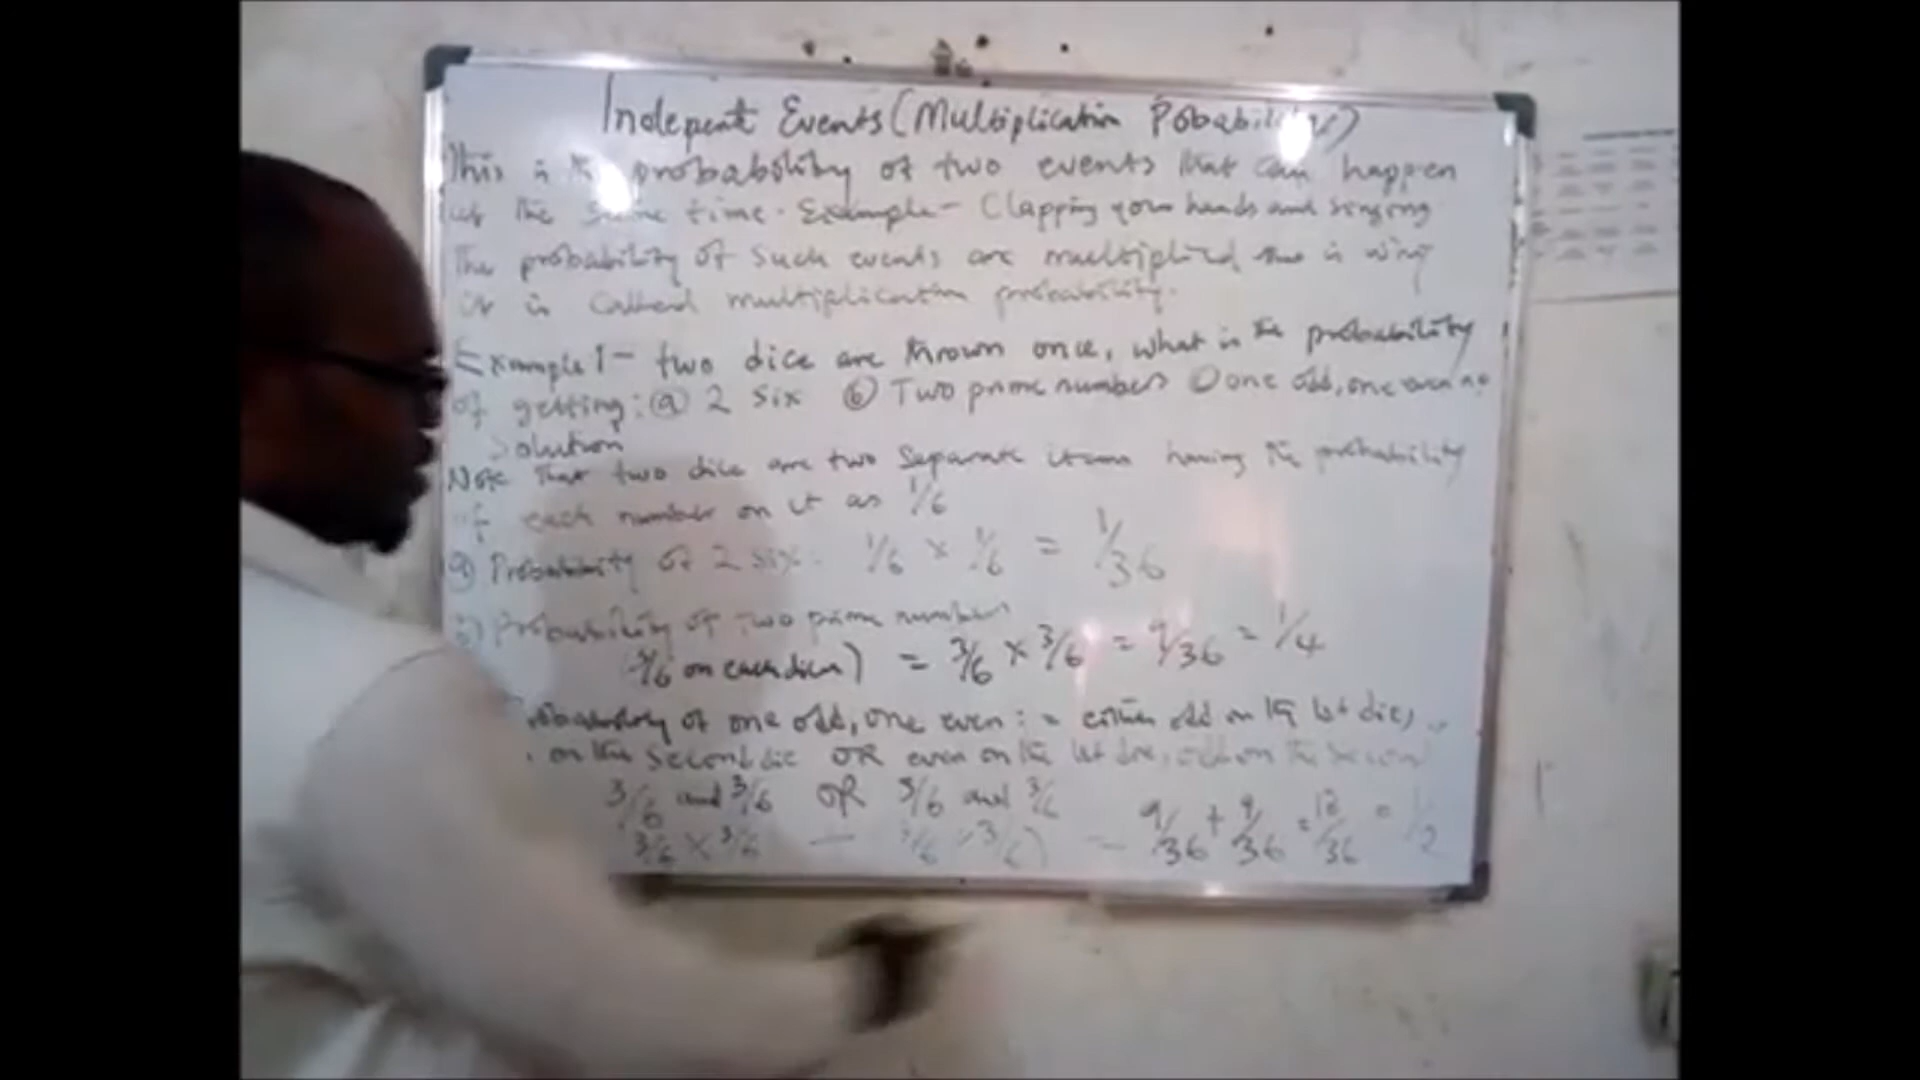 Indepent Events (Multiplication Pobability)
This is the probability of two events that can happen
at the same time. Example - Clapping your hands and singing
The probability of such events are multiplied that is why
it is called multiplication probability.
Example 1 - two dice are thrown once, what is the probability
of getting: (a) 2 six (b) Two prime numbers (c) one odd, one even no.
Solution
Note that two dice are two separate items having the probability
of each number on it as 1/6
(a) Probability of 2 six: 1/6 × 1/6 = 1/36
Probability of two prime numbers
3/6 on each dice) = 3/6 × 3/6 = 9/36 = 1/4
of one odd, one even : = either odd on the 1st die,
on the second die OR even on the 1st die, odd on the second
3/6 and 3/6 OR 3/6 and 3/6
3/6 × 3/6 3/6 × 3/6) = 9/36 + 9/36 = 18/36 = 1/2